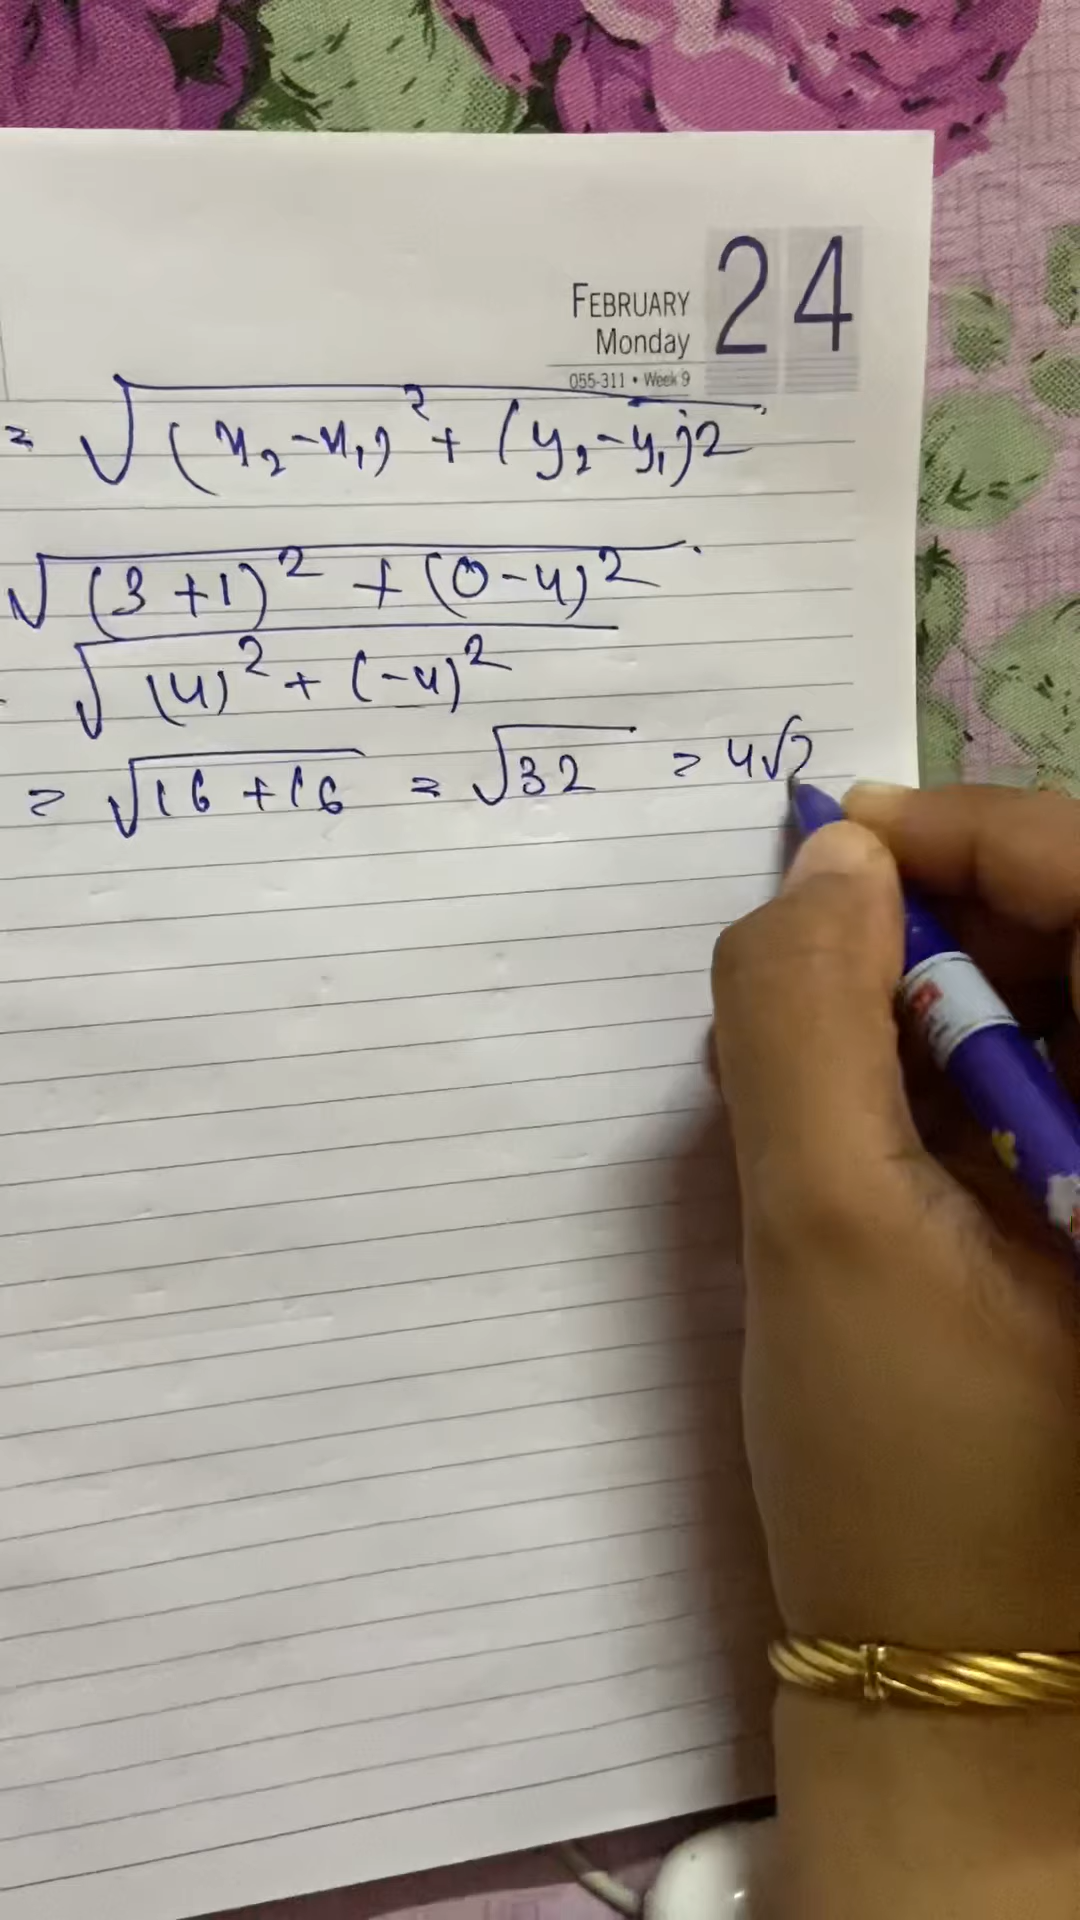 FEBRUARY 24
Monday
055-311 • Week 9
= √(x₂-x₁)² + (y₂-y₁)2
√(3+1)² + (0-4)²
√(4)² + (-4)²
= √16+16 = √32 = 4√2